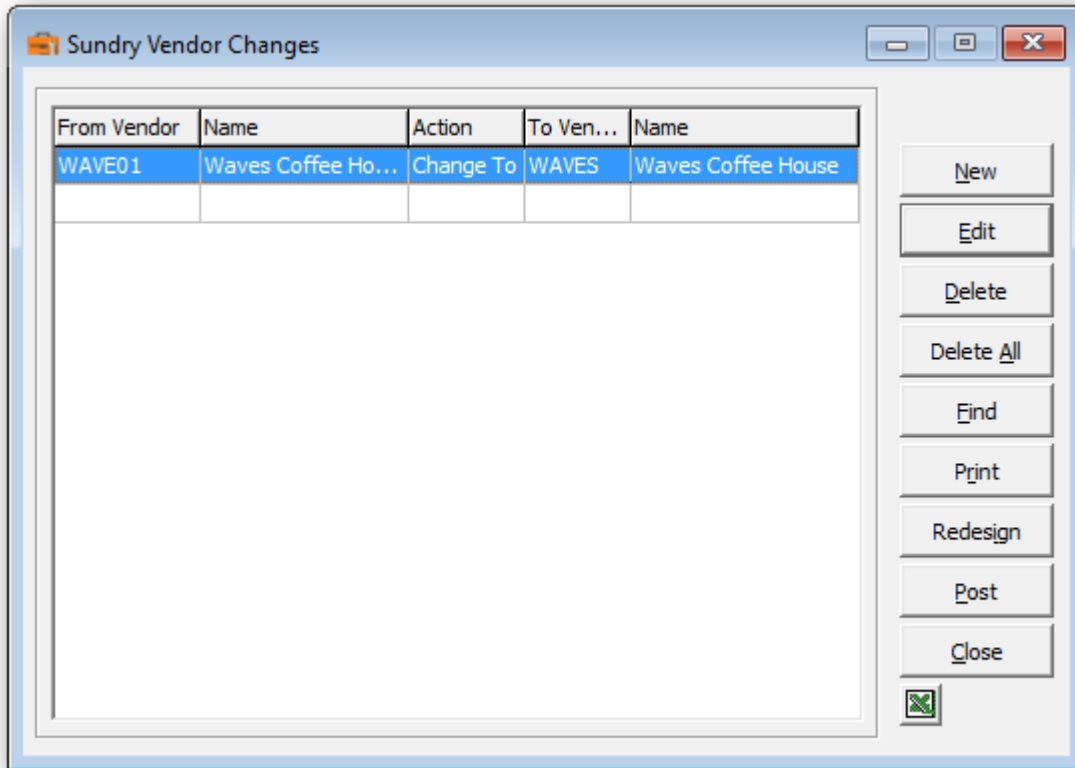 Sundry Vendor Changes
From Vendor Name Action To Ven... Name
WAVE01 Waves Coffee Ho... Change To WAVES Waves Coffee House
New
Edit
Delete
Delete All
Find
Print
Redesign
Post
Close